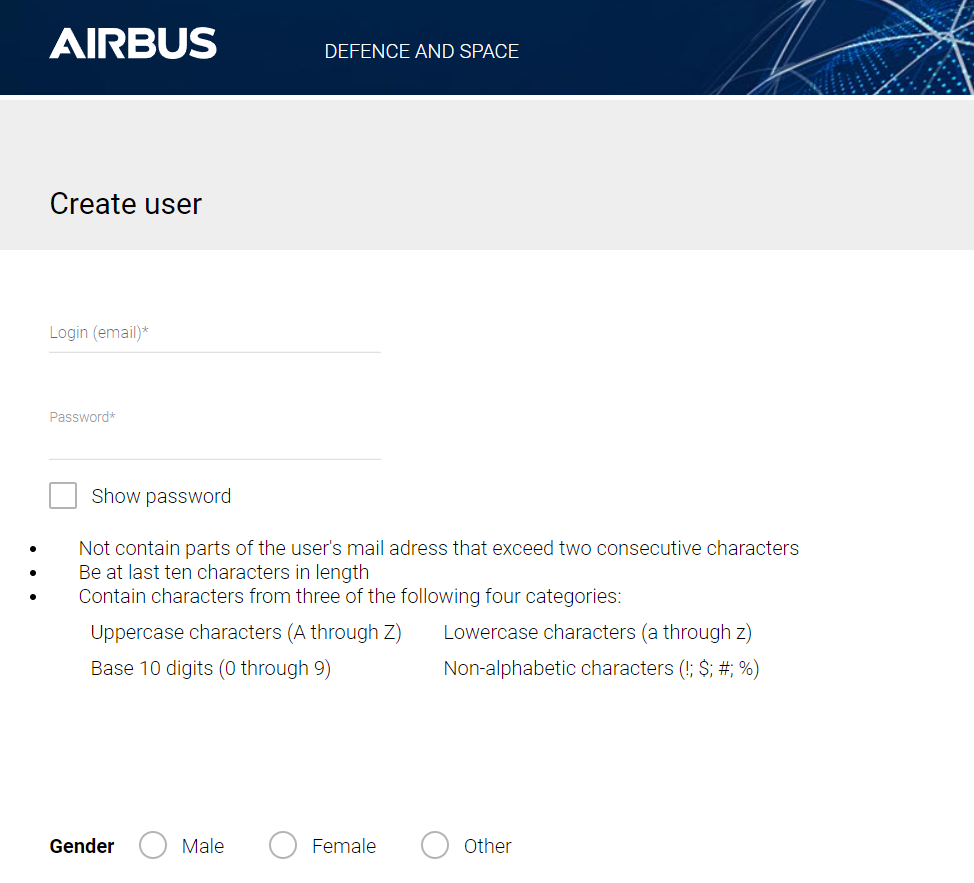 AIRBUS
DEFENCE AND SPACE
Create user
Login (email)*
Password*
Show password
• Not contain parts of the user's mail adress that exceed two consecutive characters
• Be at last ten characters in length
• Contain characters from three of the following four categories:
Uppercase characters (A through Z) Lowercase characters (a through z)
Base 10 digits (0 through 9) Non-alphabetic characters (!; $; #; %)
Gender Male Female Other